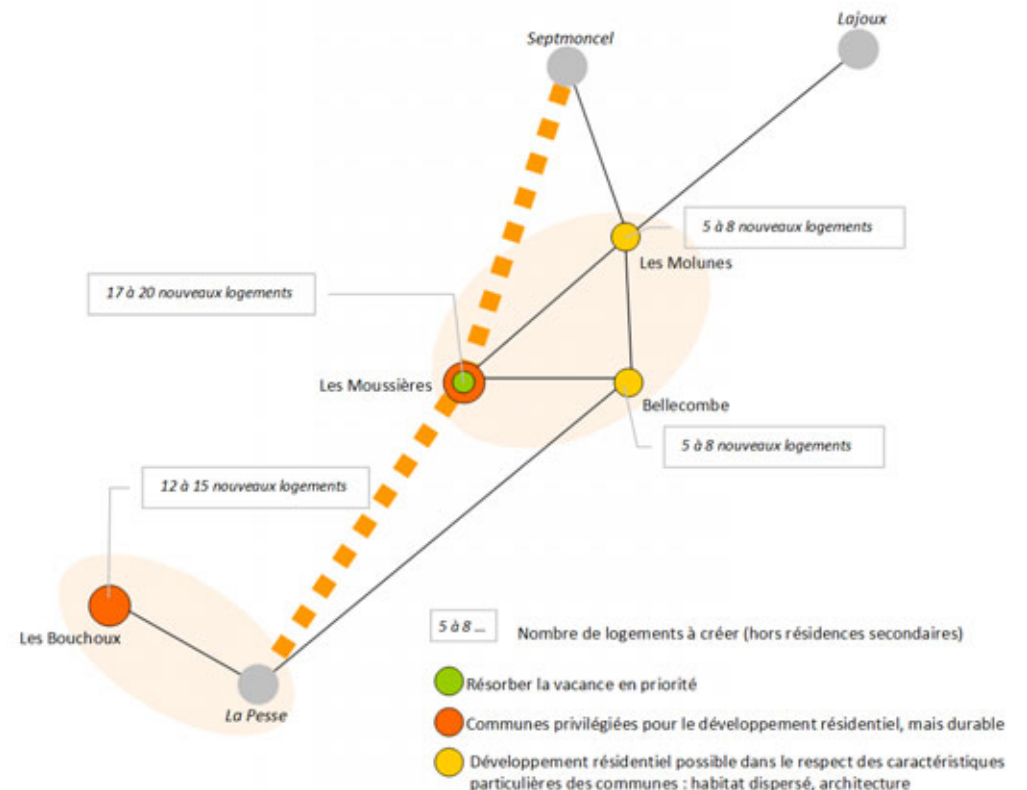 Lajoux
Septmoncel
5 à 8 nouveaux logements
Les Molunes
17 à 20 nouveaux logements
Les Moussières
Bellecombe
5 à 8 nouveaux logements
12 à 15 nouveaux logements
Les Bouchoux
La Pesse
5 à 8 ...
Nombre de logements à créer (hors résidences secondaires)
Résorber la vacance en priorité
Communes privilégiées pour le développement résidentiel, mais durable
Développement résidentiel possible dans le respect des caractéristiques
particulières des communes : habitat dispersé, architecture